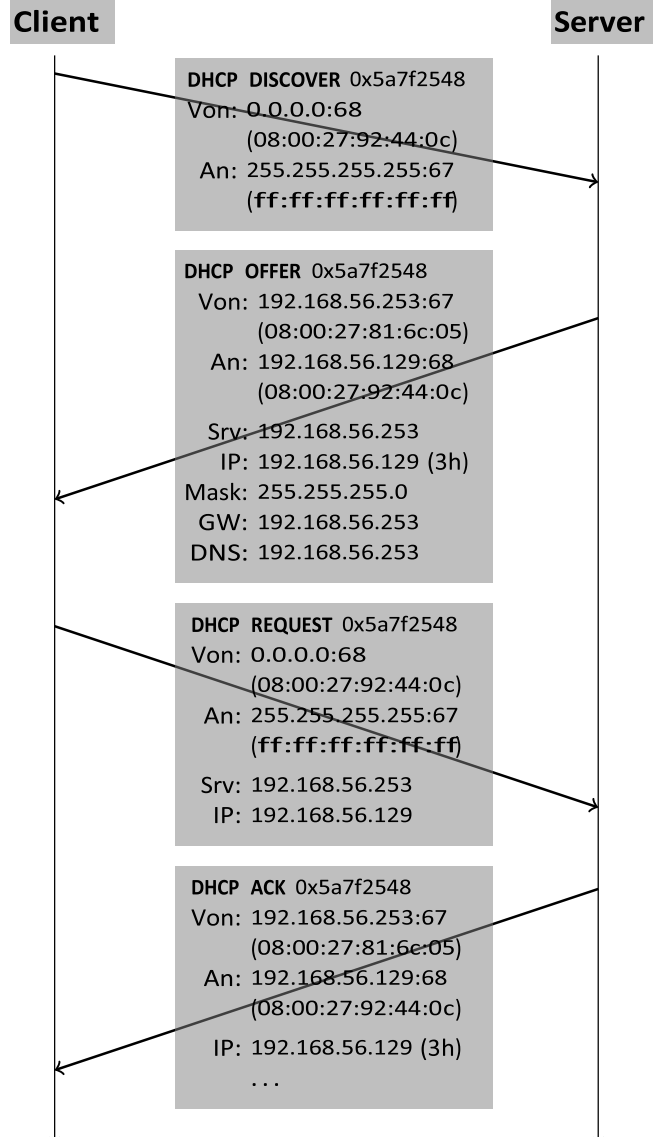 Client
Server
DHCP DISCOVER 0x5a7f2548
Von: 0.0.0.0:68
(08:00:27:92:44:0c)
An: 255.255.255.255:67
(ff:ff:ff:ff:ff:ff)
DHCP OFFER 0x5a7f2548
Von: 192.168.56.253:67
(08:00:27:81:6c:05)
An: 192.168.56.129:68
(08:00:27:92:44:0c)
Srv: 192.168.56.253
IP: 192.168.56.129 (3h)
Mask: 255.255.255.0
GW: 192.168.56.253
DNS: 192.168.56.253
DHCP REQUEST 0x5a7f2548
Von: 0.0.0.0:68
(08:00:27:92:44:0c)
An: 255.255.255.255:67
(ff:ff:ff:ff:ff:ff)
Srv: 192.168.56.253
IP: 192.168.56.129
DHCP ACK 0x5a7f2548
Von: 192.168.56.253:67
(08:00:27:81:6c:05)
An: 192.168.56.129:68
(08:00:27:92:44:0c)
IP: 192.168.56.129 (3h)
...